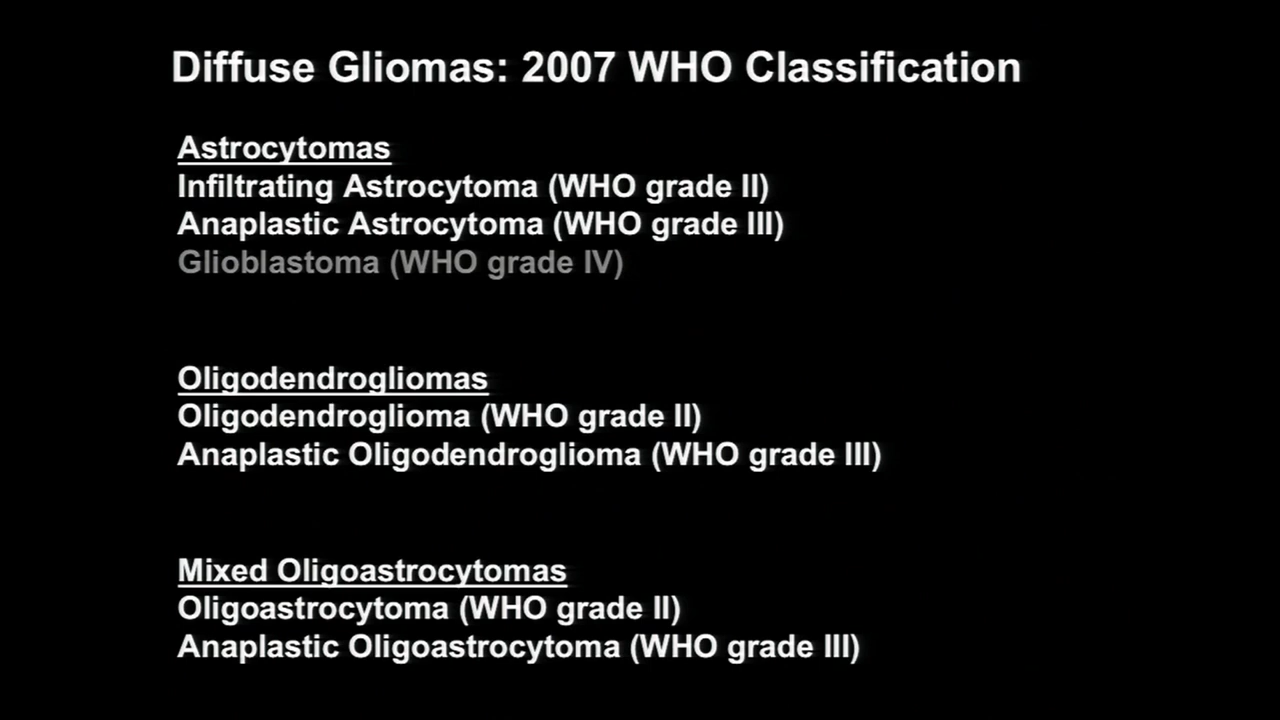 Diffuse Gliomas: 2007 WHO Classification
Astrocytomas
Infiltrating Astrocytoma (WHO grade II)
Anaplastic Astrocytoma (WHO grade III)
Glioblastoma (WHO grade IV)
Oligodendrogliomas
Oligodendroglioma (WHO grade II)
Anaplastic Oligodendroglioma (WHO grade III)
Mixed Oligoastrocytomas
Oligoastrocytoma (WHO grade II)
Anaplastic Oligoastrocytoma (WHO grade III)